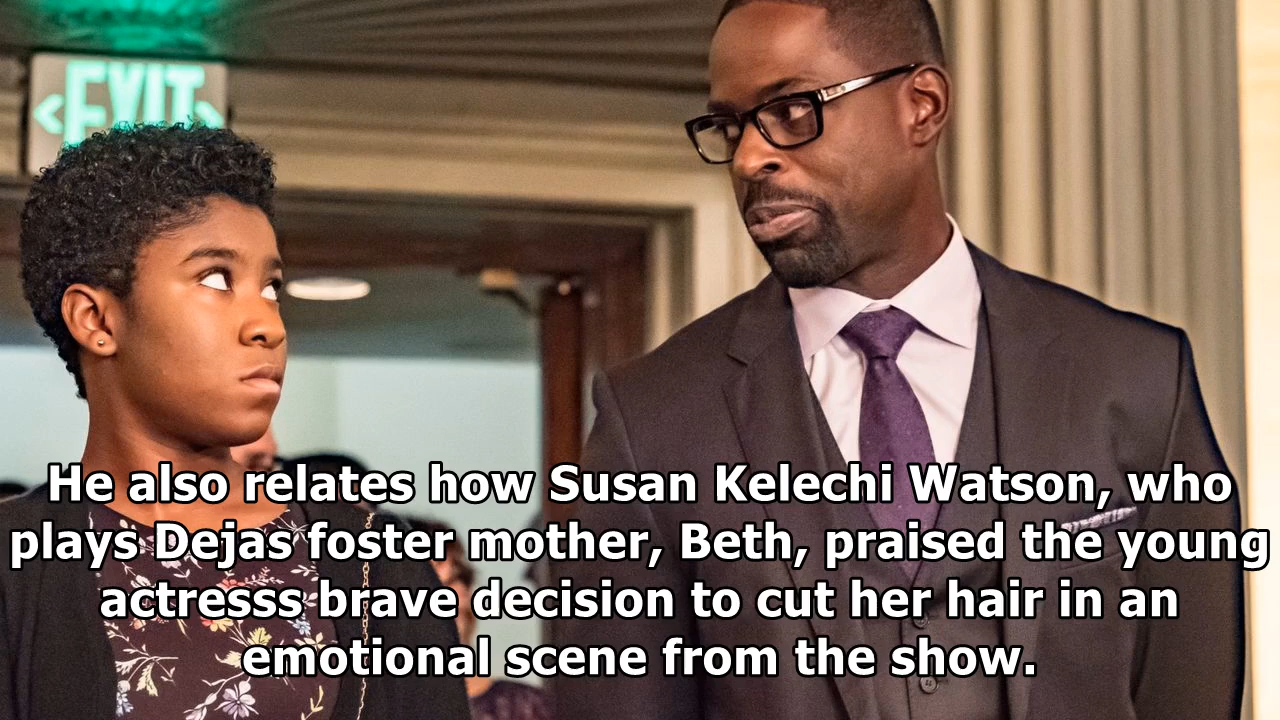 <EXIT>
He also relates how Susan Kelechi Watson, who
plays Dejas foster mother, Beth, praised the young
actresss brave decision to cut her hair in an
emotional scene from the show.